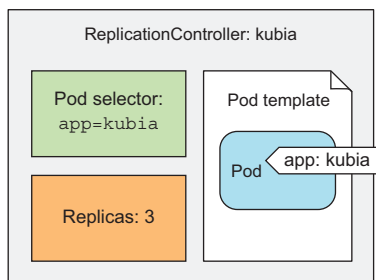 ReplicationController: kubia
Pod selector:
app=kubia
Replicas: 3
Pod template
Pod
app: kubia